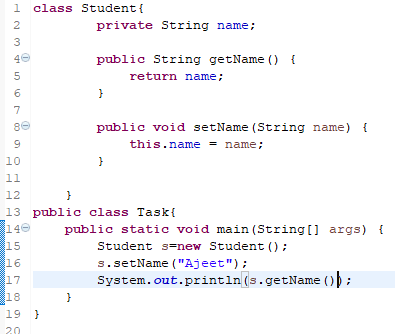 1 class Student{
2 private String name;
3
4 public String getName() {
5 return name;
6 }
7
8 public void setName(String name) {
9 this.name = name;
10 }
11
12 }
13 public class Task{
14 public static void main(String[] args) {
15 Student s=new Student();
16 s.setName("Ajeet");
17 System.out.println(s.getName());
18 }
19 }
20